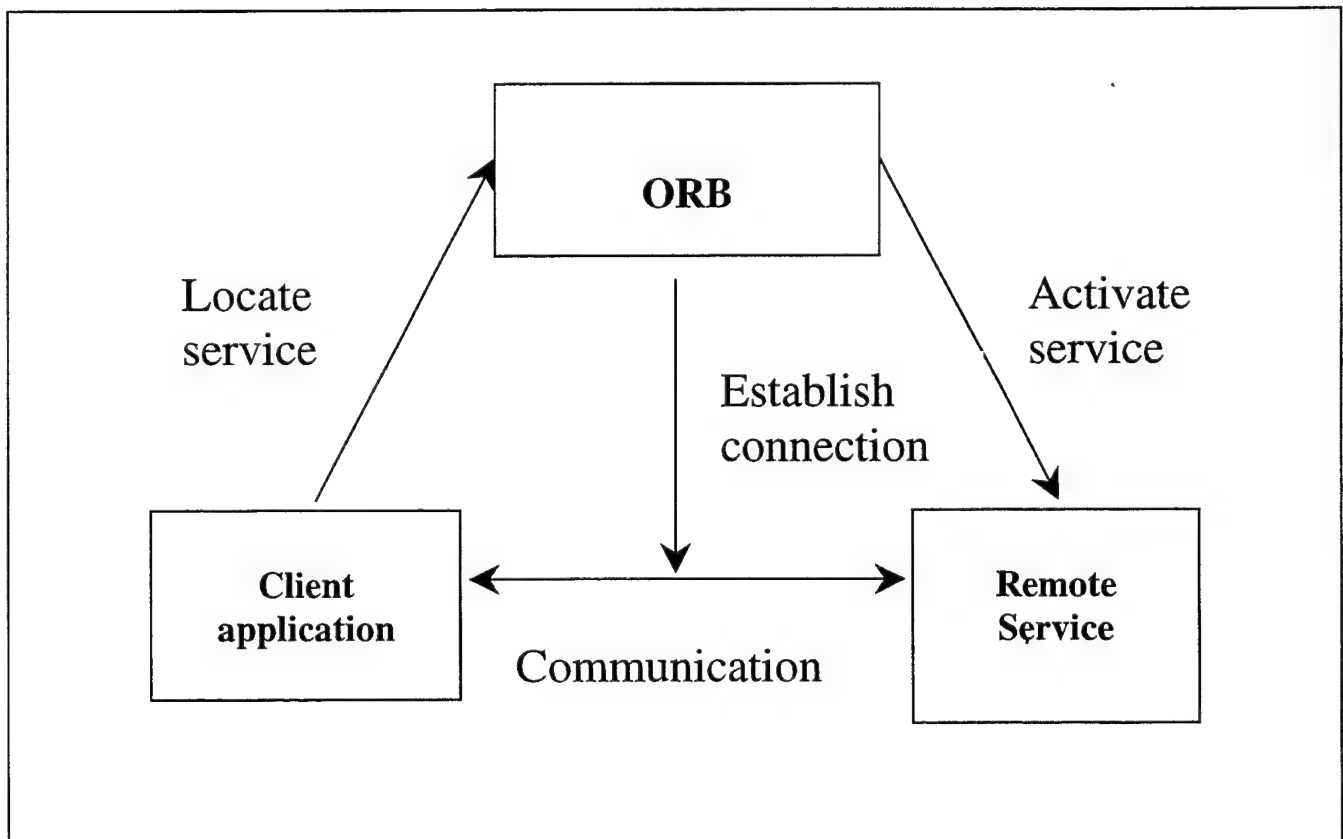 ORB
Locate
service
Activate
service
Establish
connection
Client
application
Remote
Service
Communication